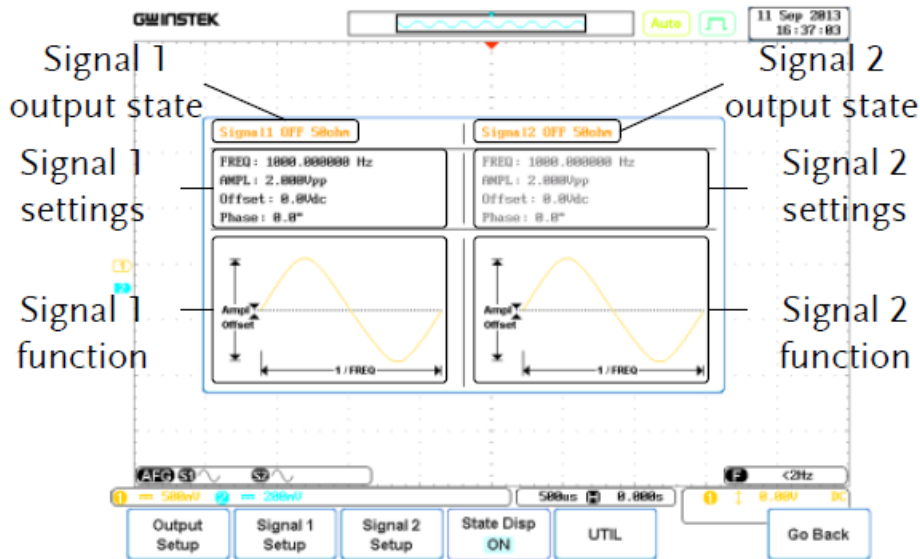 GWINSTEK
Auto
11 Sep 2013
16:37:03
Signal 1
output state
Signal 2
output state
Signal1 OFF 50ohm
Signal2 OFF 50ohm
Signal 1
settings
FREQ: 1000.000000 Hz
AMPL: 2.000Vpp
Offset: 0.0Vdc
Phase: 0.0°
FREQ: 1000.000000 Hz
AMPL: 2.000Vpp
Offset: 0.0Vdc
Phase: 0.0°
Signal 2
settings
1
2
Signal 1
function
Ampl
Offset
1 / FREQ
Ampl
Offset
1 / FREQ
Signal 2
function
AFG S1 S2
F <2Hz
1 500mV 2 200mV
500us H 0.000s
1 0.00V DC
Output
Setup
Signal 1
Setup
Signal 2
Setup
State Disp
ON
UTIL
Go Back